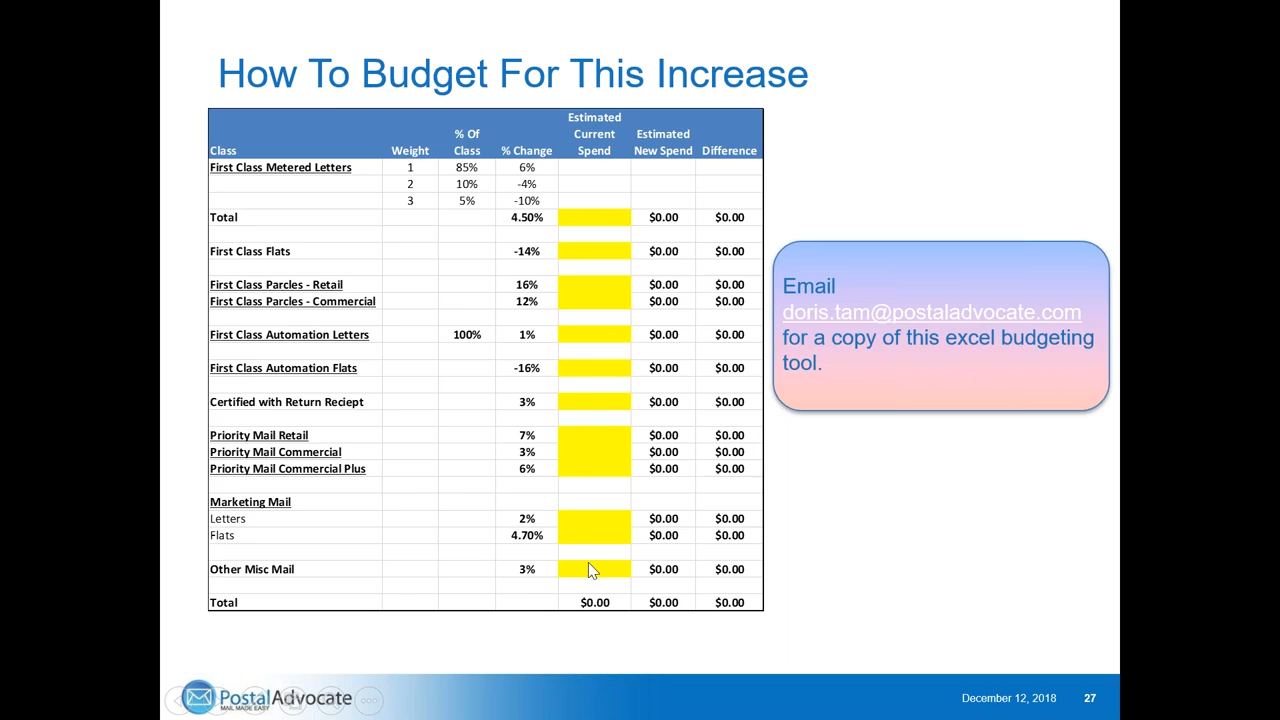 How To Budget For This Increase
Class Weight % Of Class % Change Estimated Current Spend Estimated New Spend Difference
First Class Metered Letters 1 85% 6%
2 10% -4%
3 5% -10%
Total 4.50% $0.00 $0.00
First Class Flats -14% $0.00 $0.00
First Class Parcles - Retail 16% $0.00 $0.00
First Class Parcles - Commercial 12% $0.00 $0.00
First Class Automation Letters 100% 1% $0.00 $0.00
First Class Automation Flats -16% $0.00 $0.00
Certified with Return Reciept 3% $0.00 $0.00
Priority Mail Retail 7% $0.00 $0.00
Priority Mail Commercial 3% $0.00 $0.00
Priority Mail Commercial Plus 6% $0.00 $0.00
Marketing Mail
Letters 2% $0.00 $0.00
Flats 4.70% $0.00 $0.00
Other Misc Mail 3% $0.00 $0.00
Total $0.00 $0.00 $0.00
Email
doris.tam@postaladvocate.com
for a copy of this excel budgeting
tool.
PostalAdvocate
MAIL MADE EASY
December 12, 2018 27